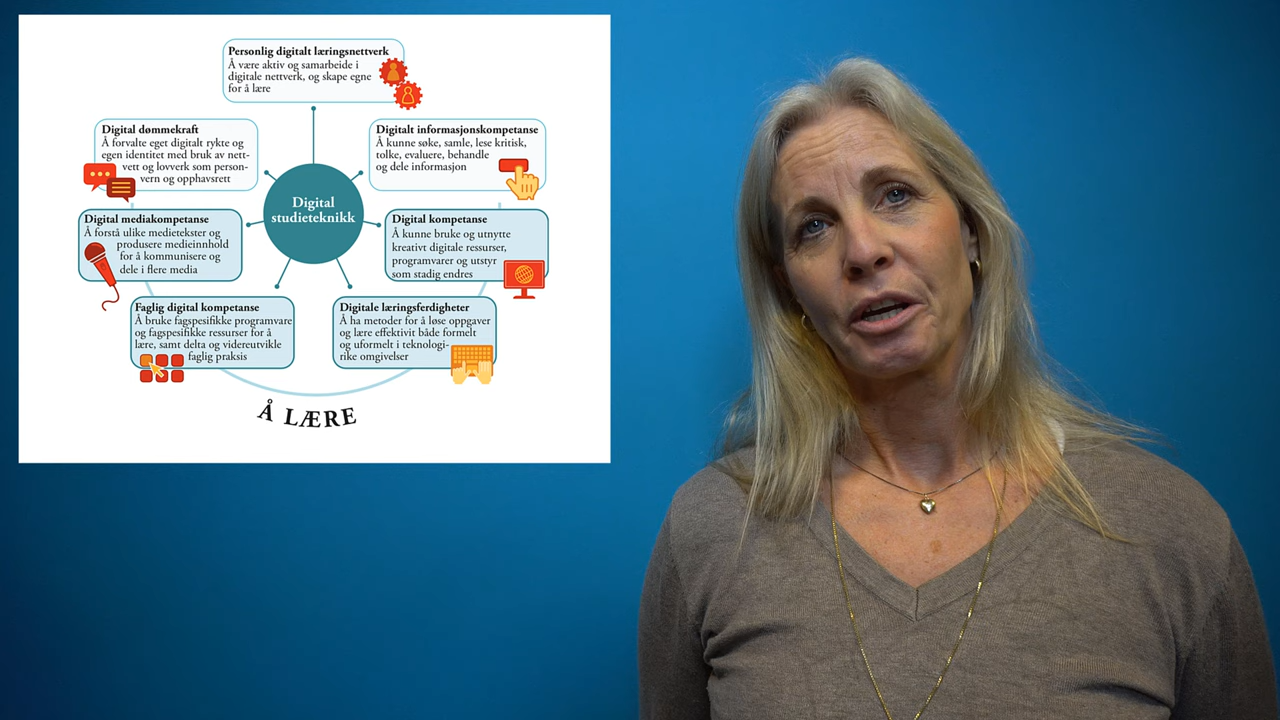 Personlig digitalt læringsnettverk
Å være aktiv og samarbeide i
digitale nettverk, og skape egne
for å lære
Digital dømmekraft
Å forvalte eget digitalt rykte og
egen identitet med bruk av nett-
vett og lovverk som person-
vern og opphavsrett
Digitalt informasjonskompetanse
Å kunne søke, samle, lese kritisk,
tolke, evaluere, behandle
og dele informasjon
Digital
studieteknikk
Digital mediakompetanse
Å forstå ulike medietekster og
produsere medieinnhold
for å kommunisere og
dele i flere media
Digital kompetanse
Å kunne bruke og utnytte
kreativt digitale ressurser,
programvarer og utstyr
som stadig endres
Faglig digital kompetanse
Å bruke fagspesifikke programvare
og fagspesifikke ressurser for å
lære, samt delta og videreutvikle
faglig praksis
Digitale læringsferdigheter
Å ha metoder for å løse oppgaver
og lære effektivit både formelt
og uformelt i teknologi-
rike omgivelser
Å LÆRE